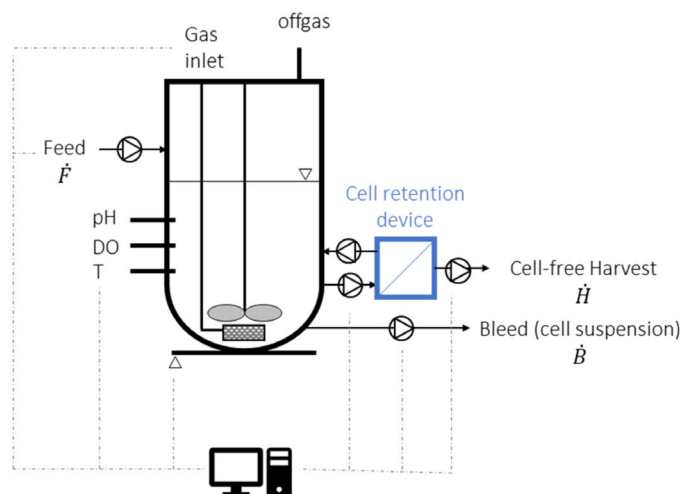 offgas
Gas
inlet
Feed
Ḟ
Cell retention
device
pH
DO
T
Cell-free Harvest
Ḣ
Bleed (cell suspension)
Ḃ